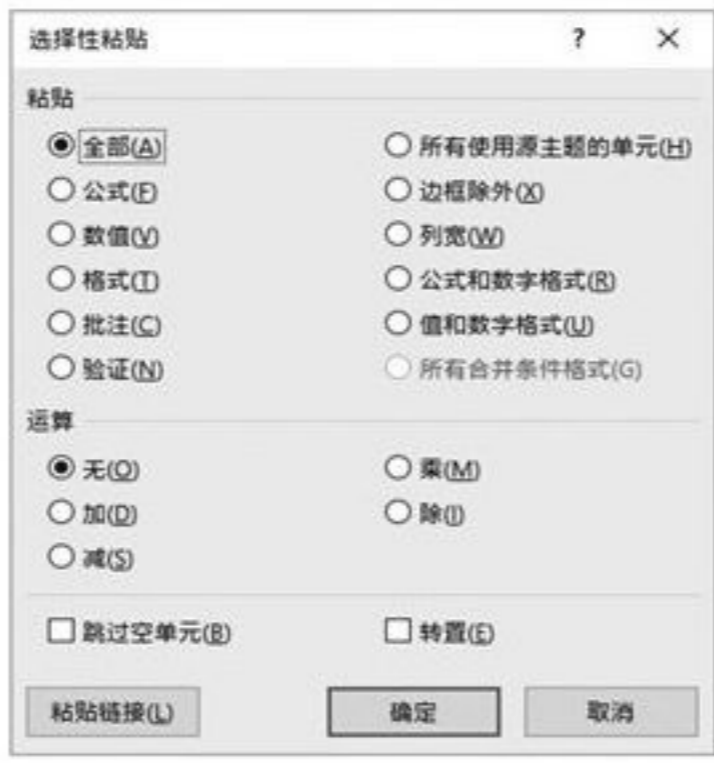 选择性粘贴 ? ×
粘贴
全部(A) 所有使用源主题的单元(H)
公式(F) 边框除外(X)
数值(V) 列宽(W)
格式(T) 公式和数字格式(R)
批注(C) 值和数字格式(U)
验证(N) 所有合并条件格式(G)
运算
无(O) 乘(M)
加(D) 除(I)
减(S)
跳过空单元(B) 转置(E)
粘贴链接(L) 确定 取消